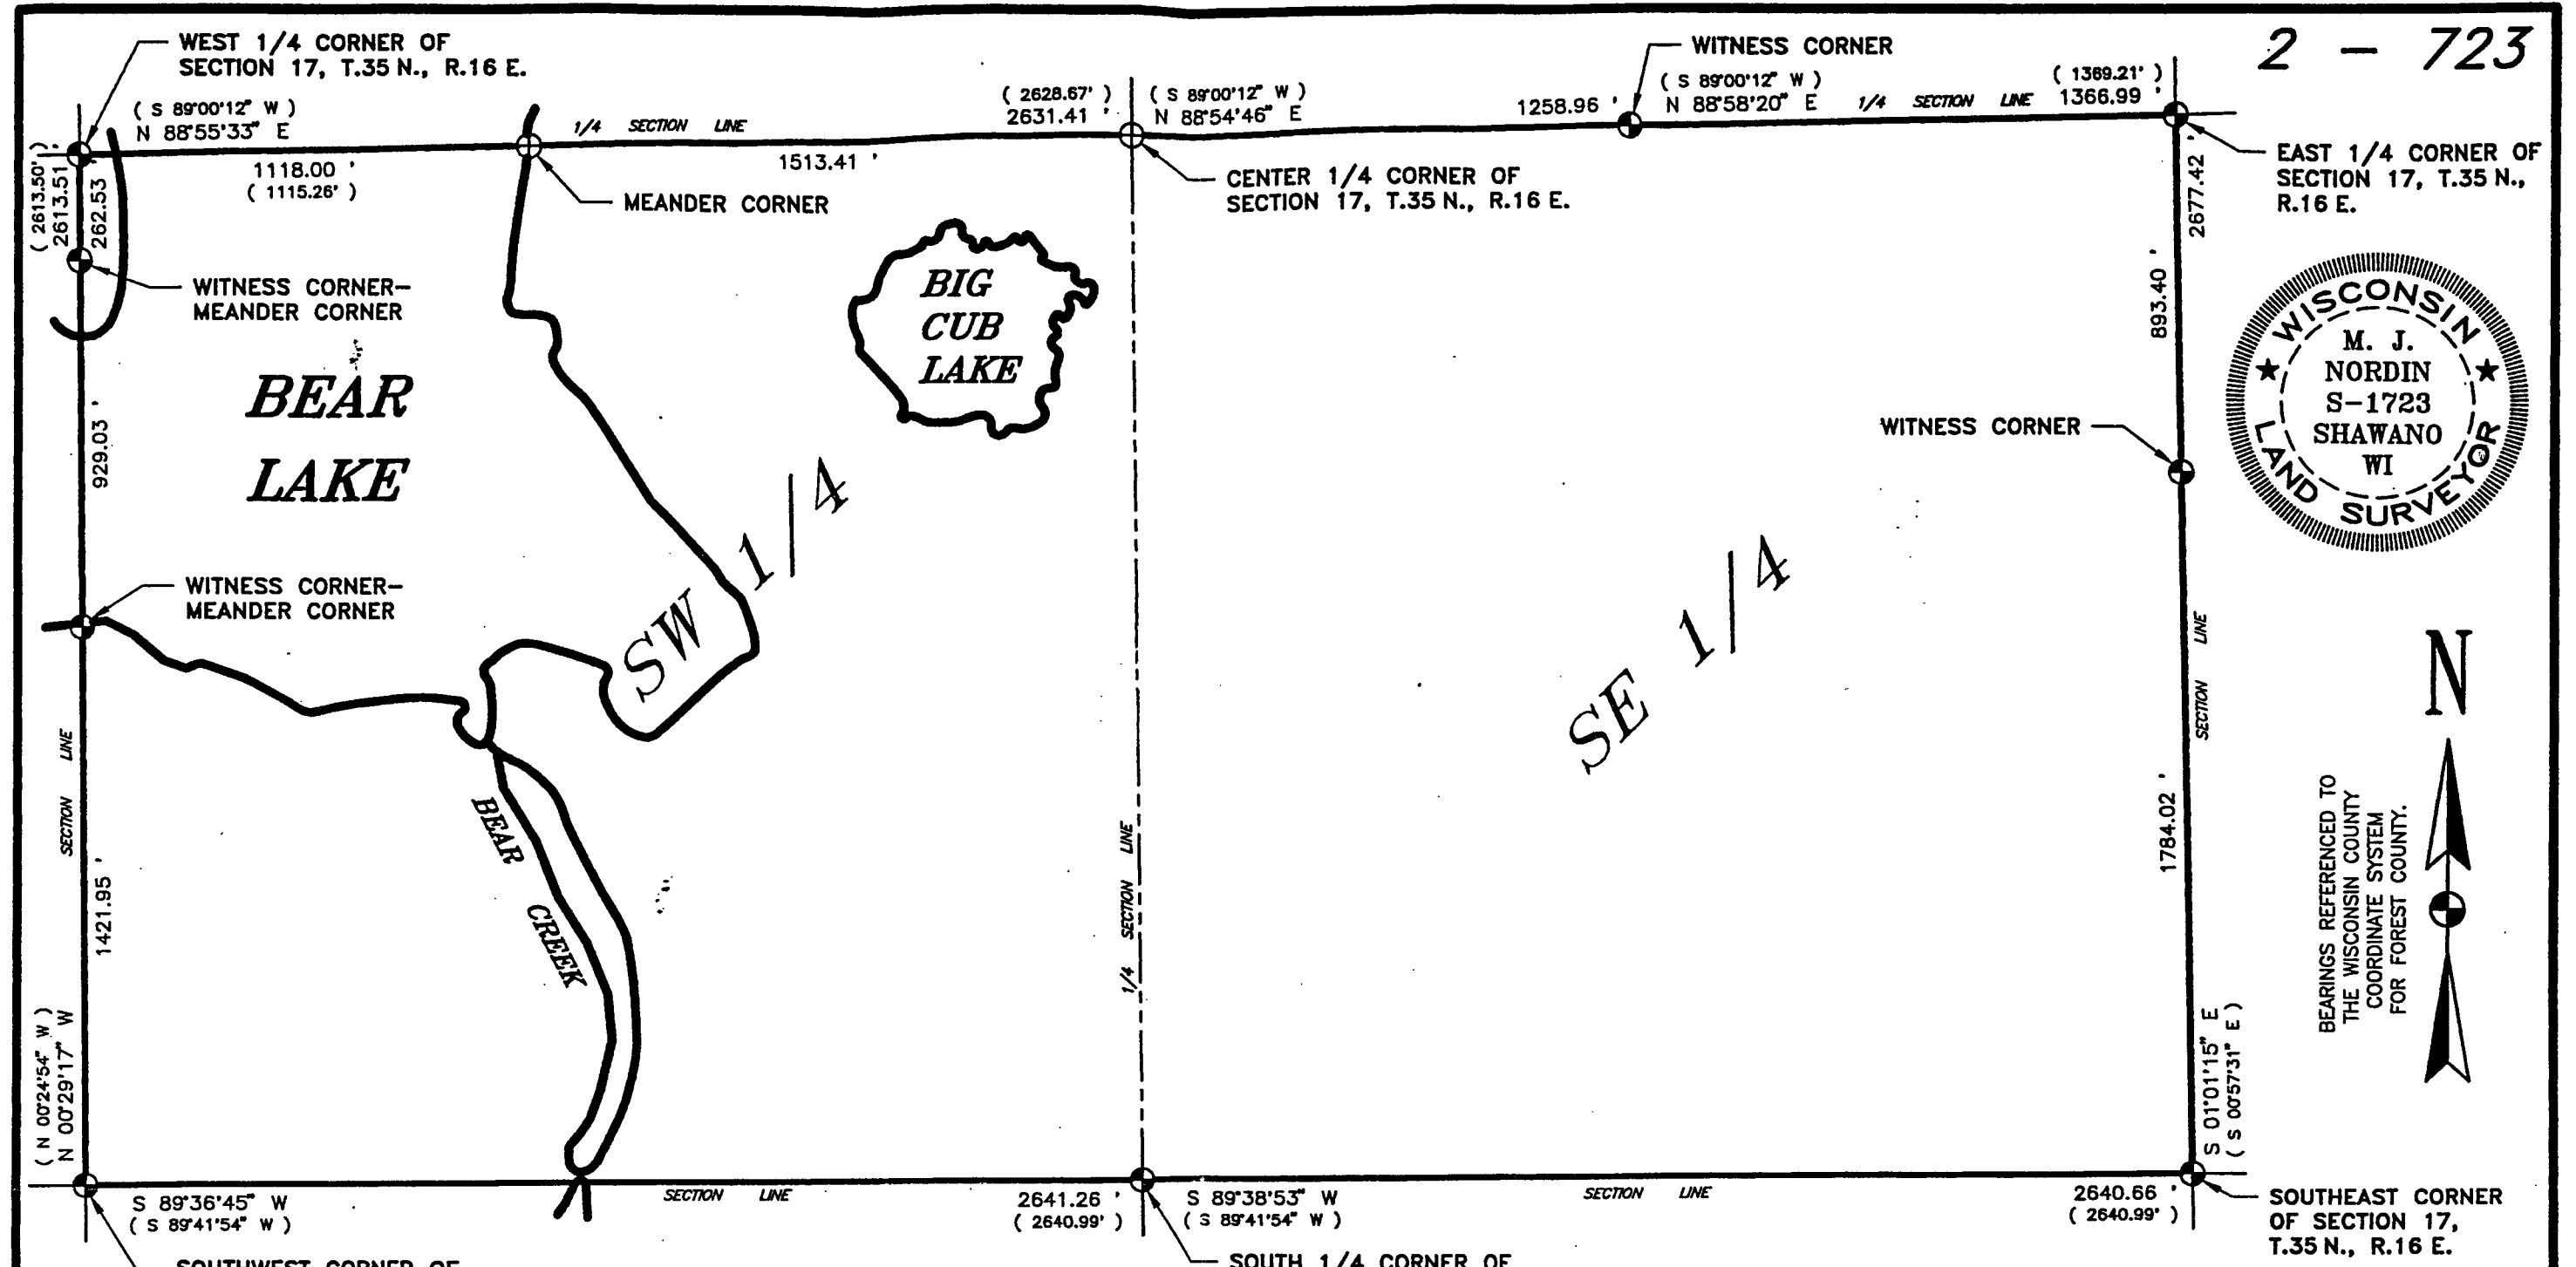 2 - 723
WEST 1/4 CORNER OF
SECTION 17, T.35 N., R.16 E.
( S 89°00'12" W )
N 88°55'33" E
1118.00 '
( 1115.26' )
1/4 SECTION LINE
1513.41 '
MEANDER CORNER
( 2628.67' )
2631.41 '
( S 89°00'12" W )
N 88°54'46" E
CENTER 1/4 CORNER OF
SECTION 17, T.35 N., R.16 E.
1258.96 '
WITNESS CORNER
( S 89°00'12" W )
N 88°58'20" E
1/4 SECTION LINE
( 1369.21' )
1366.99 '
EAST 1/4 CORNER OF
SECTION 17, T.35 N.,
R.16 E.
( 2613.50' )
2613.51 '
262.53 '
WITNESS CORNER-
MEANDER CORNER
BEAR
LAKE
929.03 '
WITNESS CORNER-
MEANDER CORNER
BIG
CUB
LAKE
SW 1/4
SE 1/4
2677.42 '
893.40 '
WITNESS CORNER
WISCONSIN
M. J.
NORDIN
S-1723
SHAWANO
WI
LAND SURVEYOR
N
BEARINGS REFERENCED TO
THE WISCONSIN COUNTY
COORDINATE SYSTEM
FOR FOREST COUNTY.
SECTION LINE
1784.02 '
SECTION LINE
1421.95 '
BEAR
CREEK
1/4 SECTION LINE
( N 00°24'54" W )
N 00°29'17" W
S 01°01'15" E
( S 00°57'31" E )
S 89°36'45" W
( S 89°41'54" W )
SECTION LINE
2641.26 '
( 2640.99' )
S 89°38'53" W
( S 89°41'54" W )
SECTION LINE
2640.66 '
( 2640.99' )
SOUTHEAST CORNER
OF SECTION 17,
T.35 N., R.16 E.
SOUTHWEST CORNER OF
SOUTH 1/4 CORNER OF